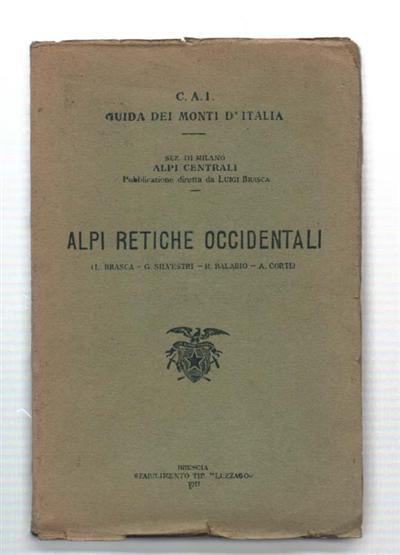 C. A. I.
GUIDA DEI MONTI D'ITALIA
SEZ. DI MILANO
ALPI CENTRALI
Pubblicazione diretta da LUIGI BRASCA
ALPI RETICHE OCCIDENTALI
(L. BRASCA - G. SILVESTRI - R. BALABIO - A. CORTI)
BRESCIA
STABILIMENTO TIP. "LUZZAGO"
1911